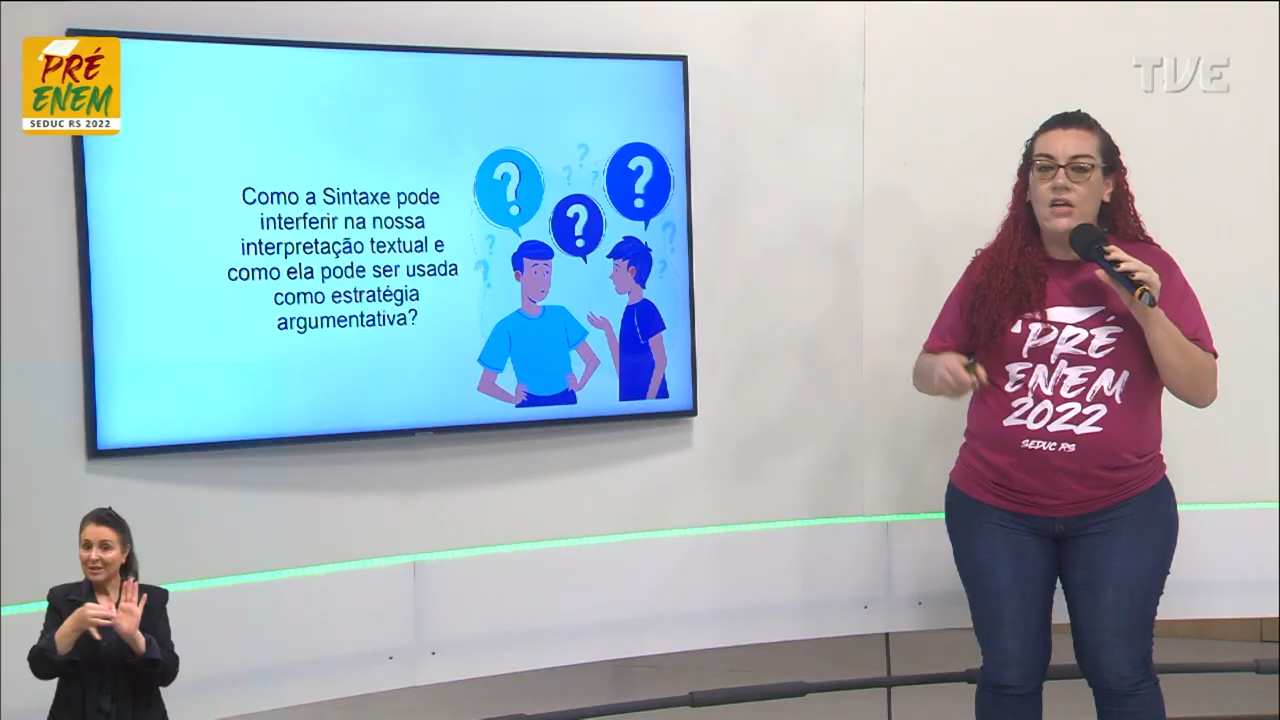 PRÉ
ENEM
SEDUC RS 2022
TVE
Como a Sintaxe pode
interferir na nossa
interpretação textual e
como ela pode ser usada
como estratégia
argumentativa?
?
?
?
PRÉ
ENEM
2022
SEDUC RS